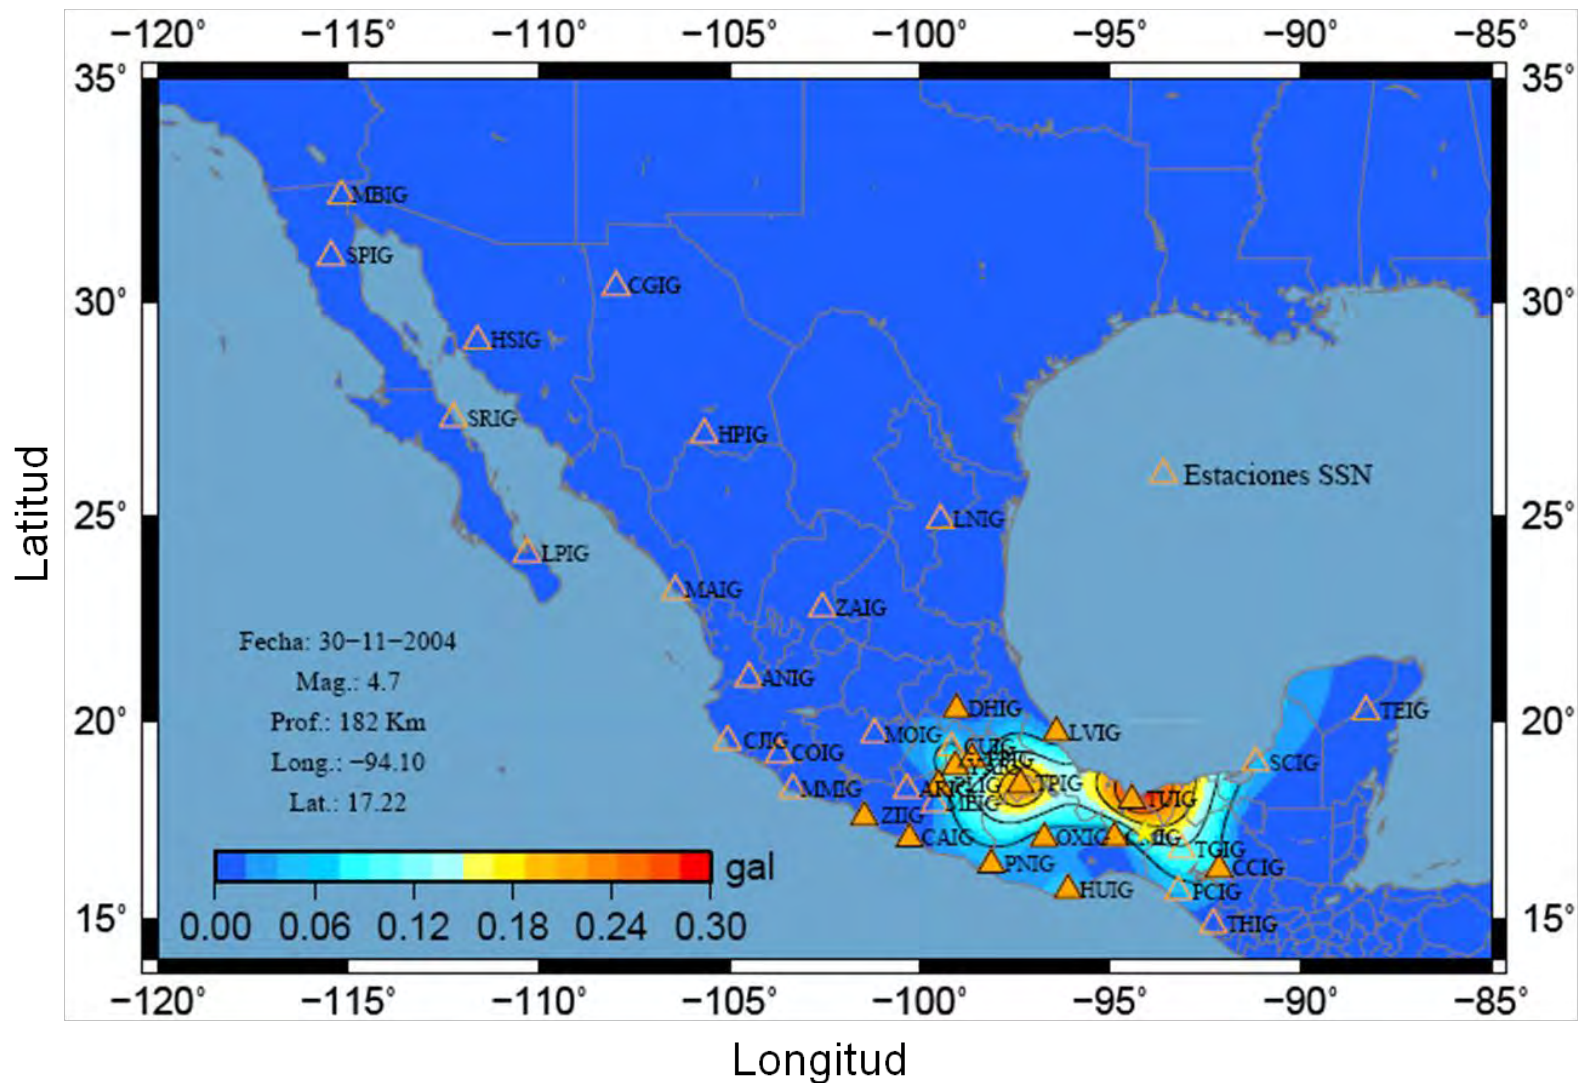 −120° −115° −110° −105° −100° −95° −90° −85°
35° 35°
MBIG
SPIG
CGIG
30° 30°
HSIG
SRIG
HPIG
Estaciones SSN
25° 25°
LNIG
LPIG
MAIG
ZAIG
Fecha: 30−11−2004
Mag.: 4.7
ANIG
DHIG
TEIG
Prof.: 182 Km
20° 20°
LVIG
MOIG
CJIG
COIG
SCIG
Long.: −94.10
TPIG
MMIG
TUIG
Lat.: 17.22
ZIIG
CAIG
OXIG
TGIG
PNIG
CCIG
gal
HUIG
PCIG
15° 15°
THIG
0.00 0.06 0.12 0.18 0.24 0.30
−120° −115° −110° −105° −100° −95° −90° −85°
Latitud
Longitud